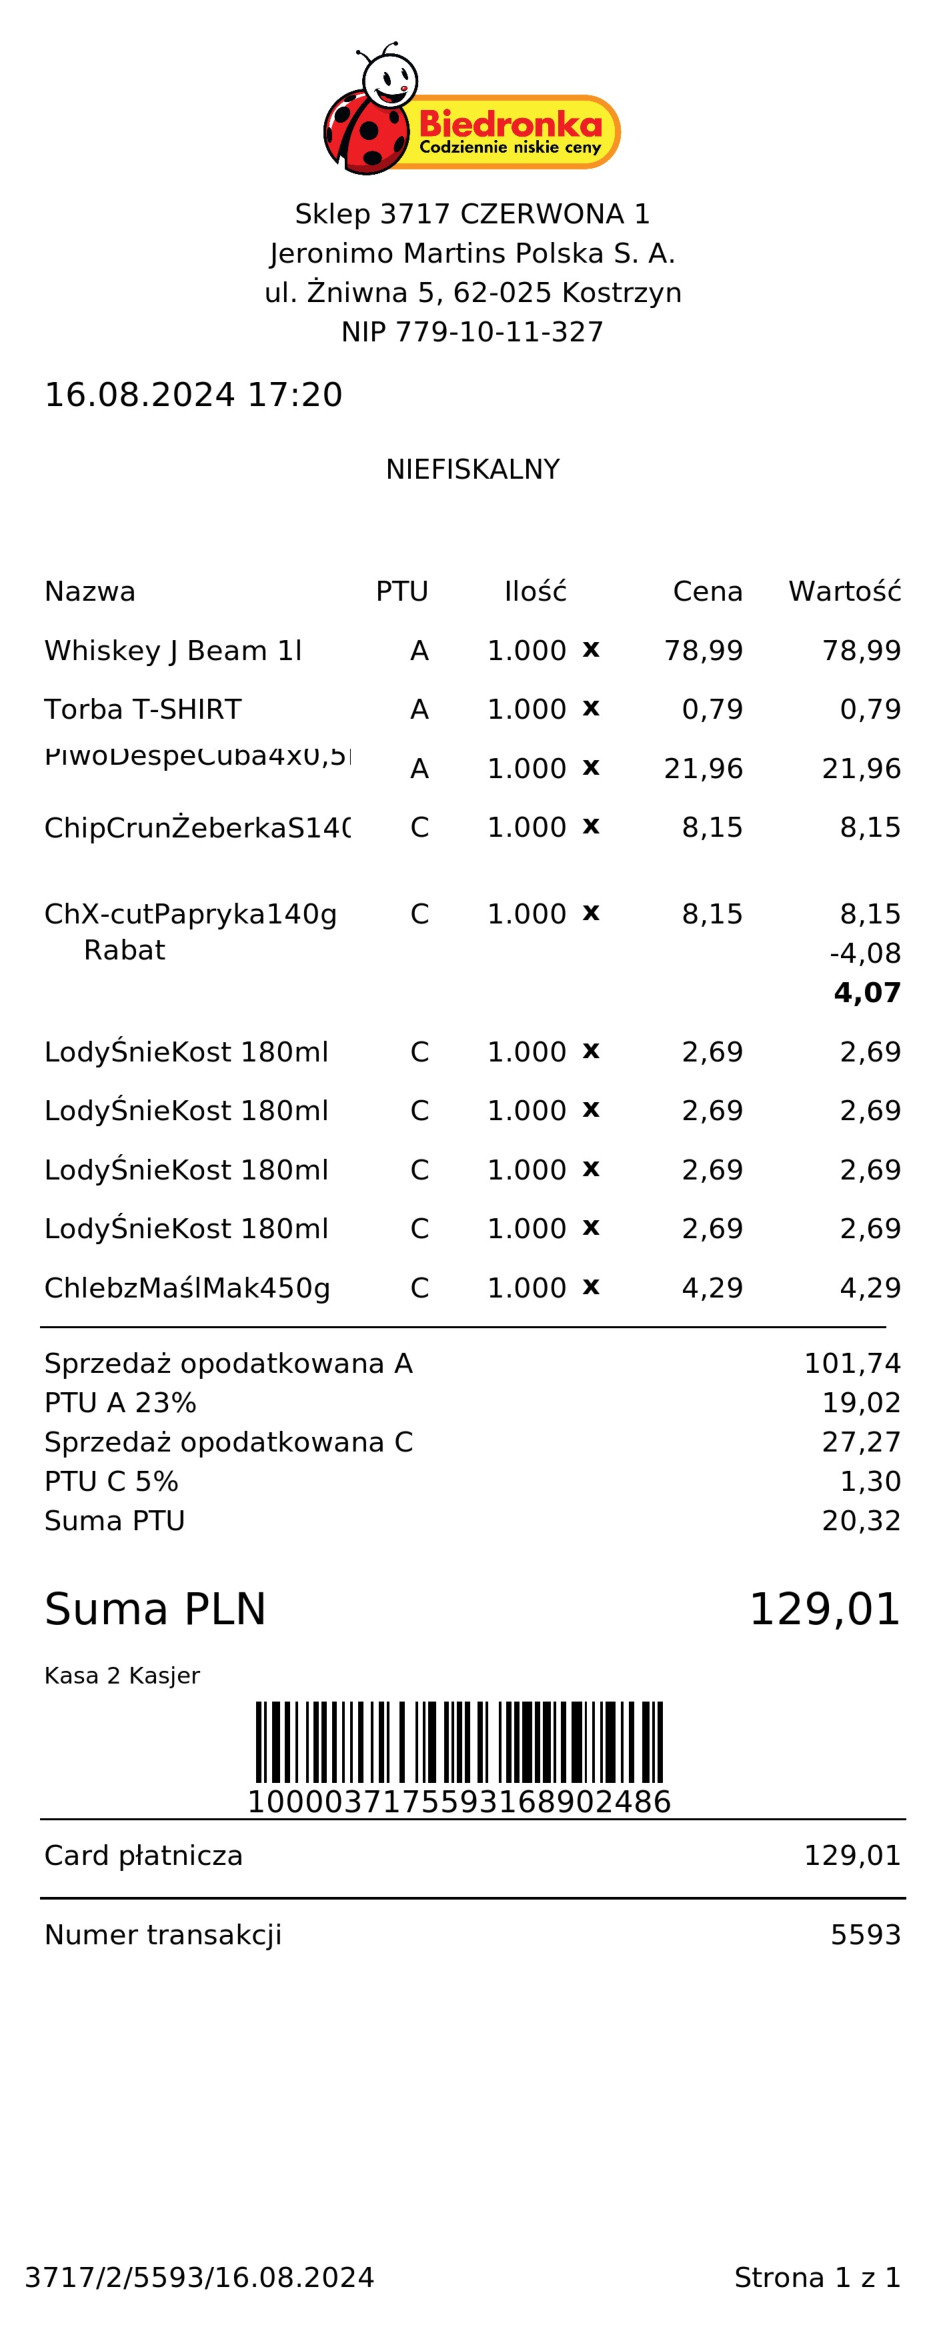 Biedronka
Codziennie niskie ceny
Sklep 3717 CZERWONA 1
Jeronimo Martins Polska S. A.
ul. Żniwna 5, 62-025 Kostrzyn
NIP 779-10-11-327
16.08.2024 17:20
NIEFISKALNY
Nazwa PTU Ilość Cena Wartość
Whiskey J Beam 1l A 1.000 x 78,99 78,99
Torba T-SHIRT A 1.000 x 0,79 0,79
PiwoDespeCuba4x0,5l A 1.000 x 21,96 21,96
ChipCrunŻeberkaS140 C 1.000 x 8,15 8,15
ChX-cutPapryka140g C 1.000 x 8,15 8,15
Rabat -4,08
4,07
LodyŚnieKost 180ml C 1.000 x 2,69 2,69
LodyŚnieKost 180ml C 1.000 x 2,69 2,69
LodyŚnieKost 180ml C 1.000 x 2,69 2,69
LodyŚnieKost 180ml C 1.000 x 2,69 2,69
ChlebzMaślMak450g C 1.000 x 4,29 4,29
Sprzedaż opodatkowana A 101,74
PTU A 23% 19,02
Sprzedaż opodatkowana C 27,27
PTU C 5% 1,30
Suma PTU 20,32
Suma PLN 129,01
Kasa 2 Kasjer
1000037175593168902486
Card płatnicza 129,01
Numer transakcji 5593
3717/2/5593/16.08.2024 Strona 1 z 1